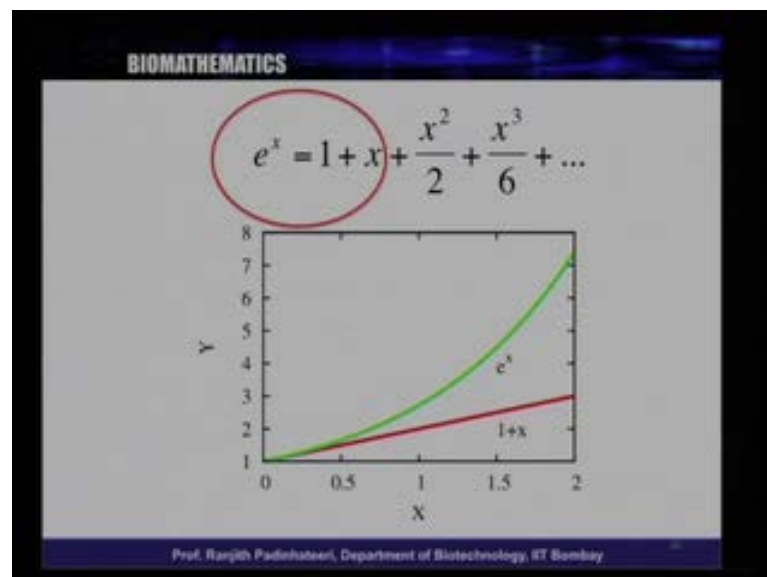 BIOMATHEMATICS
e^x = 1 + x + x^2/2 + x^3/6 + ...
8
7
6
5
4
3
2
1
Y
e^x
1+x
0 0.5 1 1.5 2
X
Prof. Ranjith Padinhateeri, Department of Biotechnology, IIT Bombay